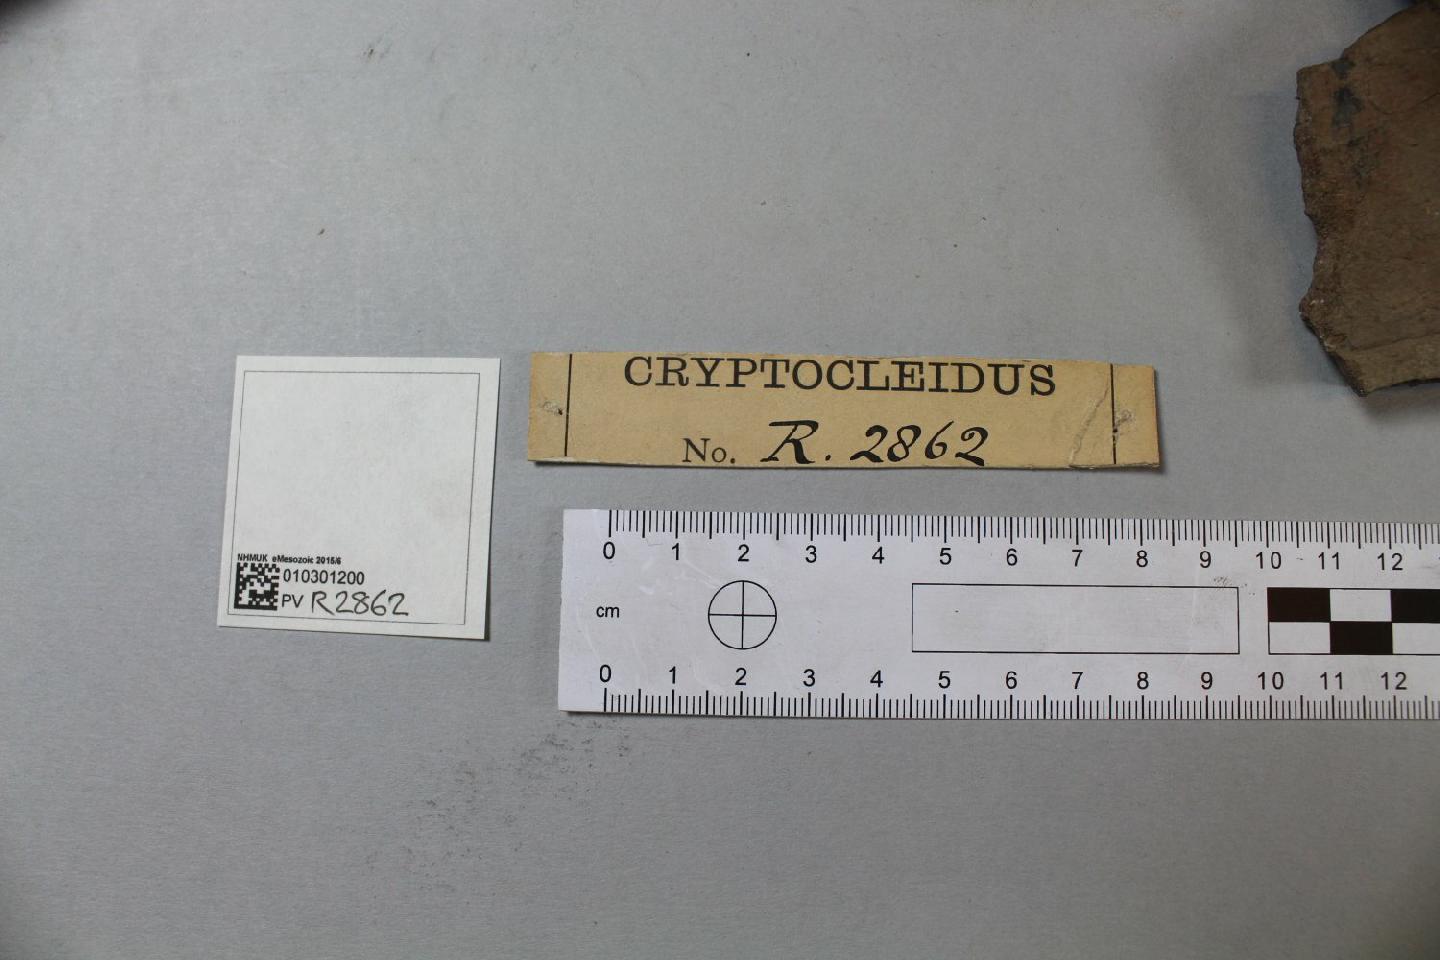 CRYPTOCLEIDUS
No. R. 2862
NHMUK eMesozoic 2015/6
010301200
PV R2862
0 1 2 3 4 5 6 7 8 9 10 11 12
cm
0 1 2 3 4 5 6 7 8 9 10 11 12